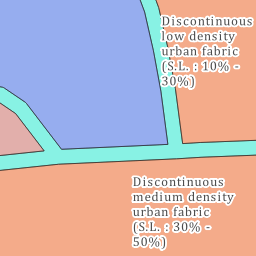 Discontinuous
low density
urban fabric
(S.L. : 10% -
30%)
Discontinuous
medium density
urban fabric
(S.L. : 30% -
50%)